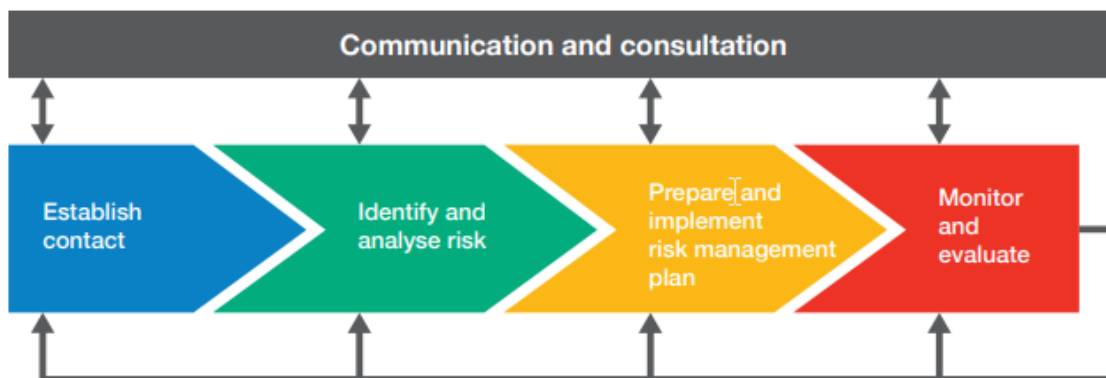 Communication and consultation
Establish
contact
Identify and
analyse risk
Prepare and
implement
risk management
plan
Monitor
and
evaluate